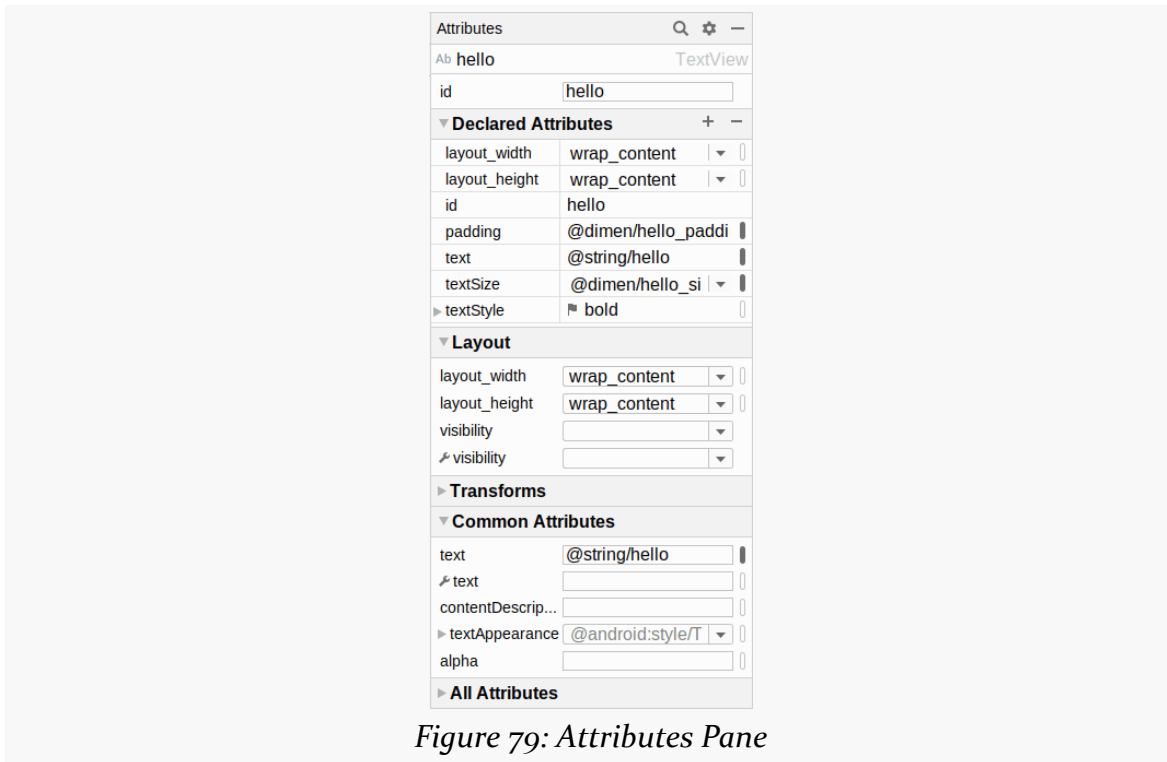 Attributes
Ab hello TextView
id hello
Declared Attributes
layout_width wrap_content
layout_height wrap_content
id hello
padding @dimen/hello_paddi
text @string/hello
textSize @dimen/hello_si
textStyle bold
Layout
layout_width wrap_content
layout_height wrap_content
visibility
visibility
Transforms
Common Attributes
text @string/hello
text
contentDescrip...
textAppearance @android:style/T
alpha
All Attributes
Figure 79: Attributes Pane